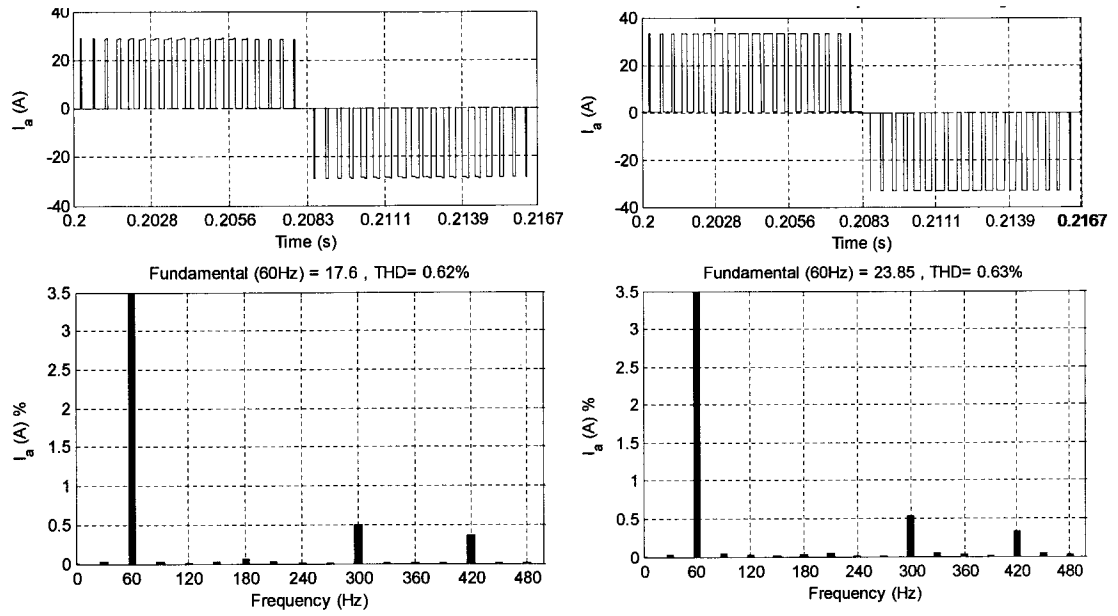 40
20
0
-20
-40
I_a (A)
0.2 0.2028 0.2056 0.2083 0.2111 0.2139 0.2167
Time (s)
Fundamental (60Hz) = 17.6 , THD= 0.62%
3.5
3
2.5
2
1.5
1
0.5
0
I_a (A) %
0 60 120 180 240 300 360 420 480
Frequency (Hz)
40
20
0
-20
-40
I_a (A)
0.2 0.2028 0.2056 0.2083 0.2111 0.2139 0.2167
Time (s)
Fundamental (60Hz) = 23.85 , THD= 0.63%
3.5
3
2.5
2
1.5
1
0.5
0
I_a (A) %
0 60 120 180 240 300 360 420 480
Frequency (Hz)